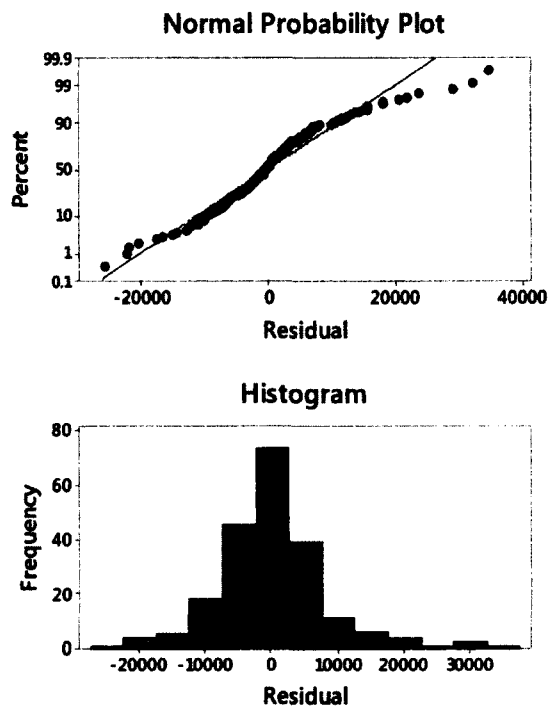 Normal Probability Plot
99.9
99
90
50
10
1
0.1
Percent
-20000 0 20000 40000
Residual
Histogram
80
60
40
20
0
Frequency
-20000 -10000 0 10000 20000 30000
Residual